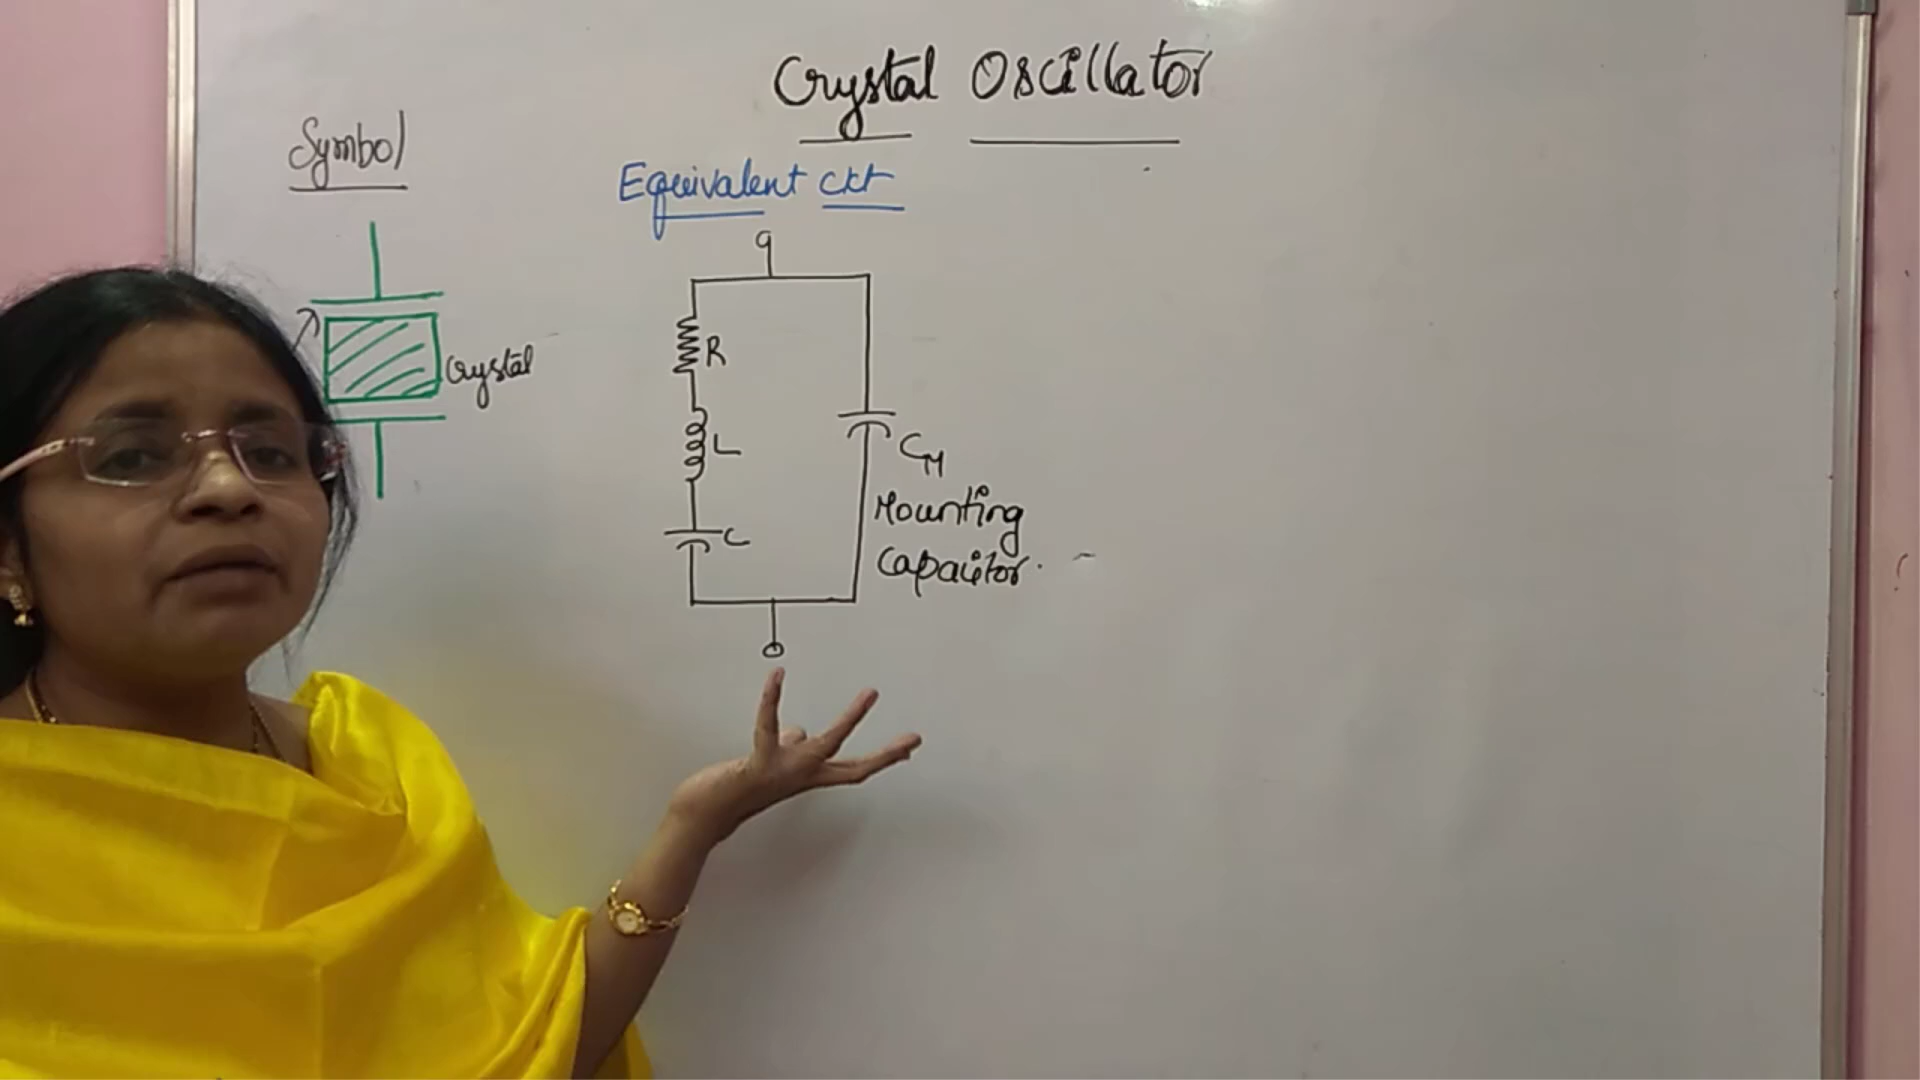 Crystal Oscillator
Symbol
Equivalent ckt
Crystal
R
L
C
CM
Mounting
Capacitor.